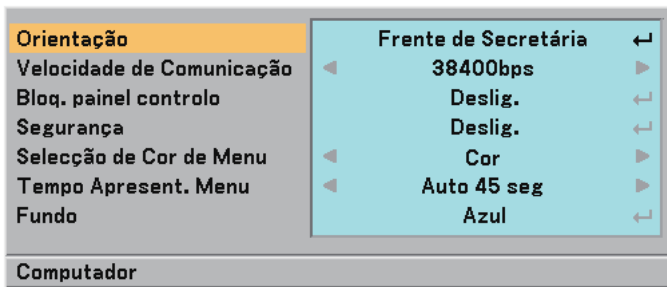 Orientação Frente de Secretária
Velocidade de Comunicação 38400bps
Bloq. painel controlo Deslig.
Segurança Deslig.
Selecção de Cor de Menu Cor
Tempo Apresent. Menu Auto 45 seg
Fundo Azul
Computador